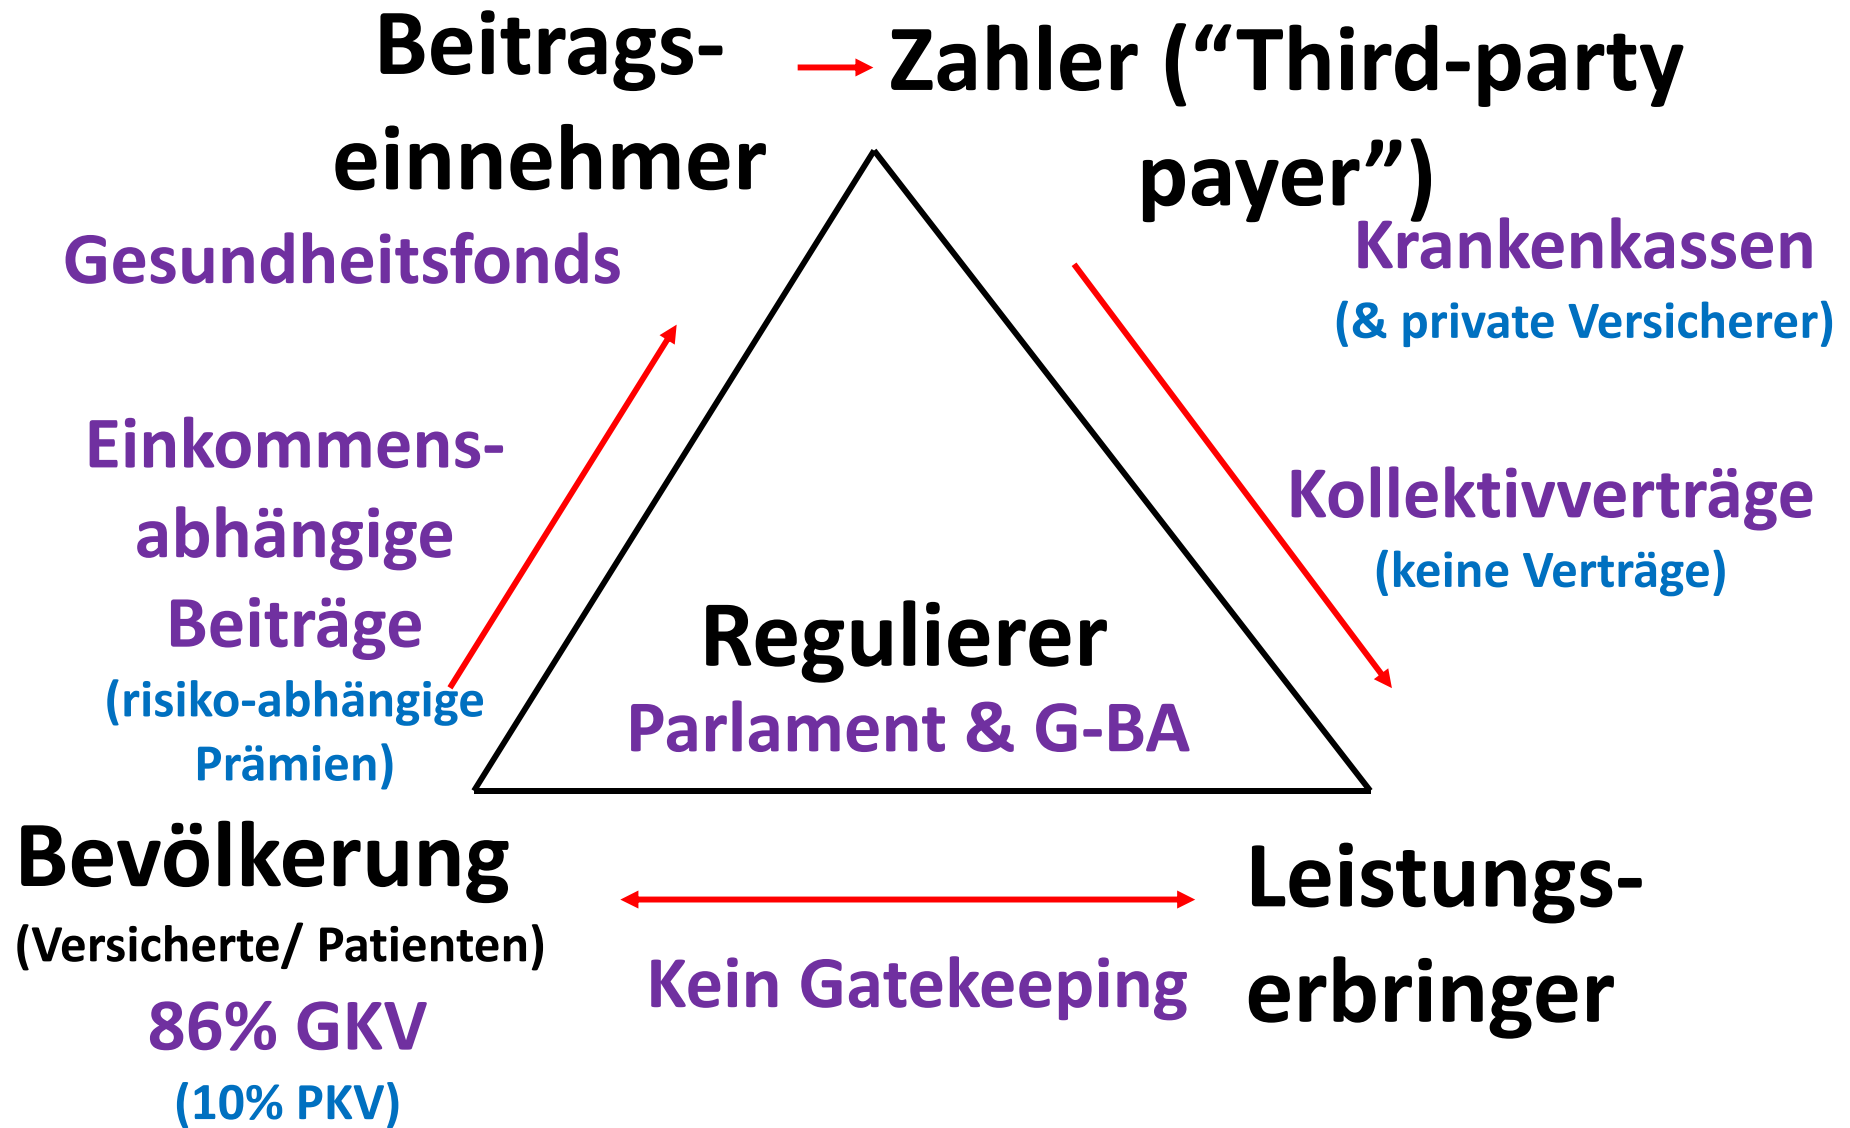 Beitrags-
einnehmer
Zahler (“Third-party
payer”)
Gesundheitsfonds
Krankenkassen
(& private Versicherer)
Einkommens-
abhängige
Beiträge
(risiko-abhängige
Prämien)
Kollektivverträge
(keine Verträge)
Regulierer
Parlament & G-BA
Bevölkerung
(Versicherte/ Patienten)
86% GKV
(10% PKV)
Kein Gatekeeping
Leistungs-
erbringer